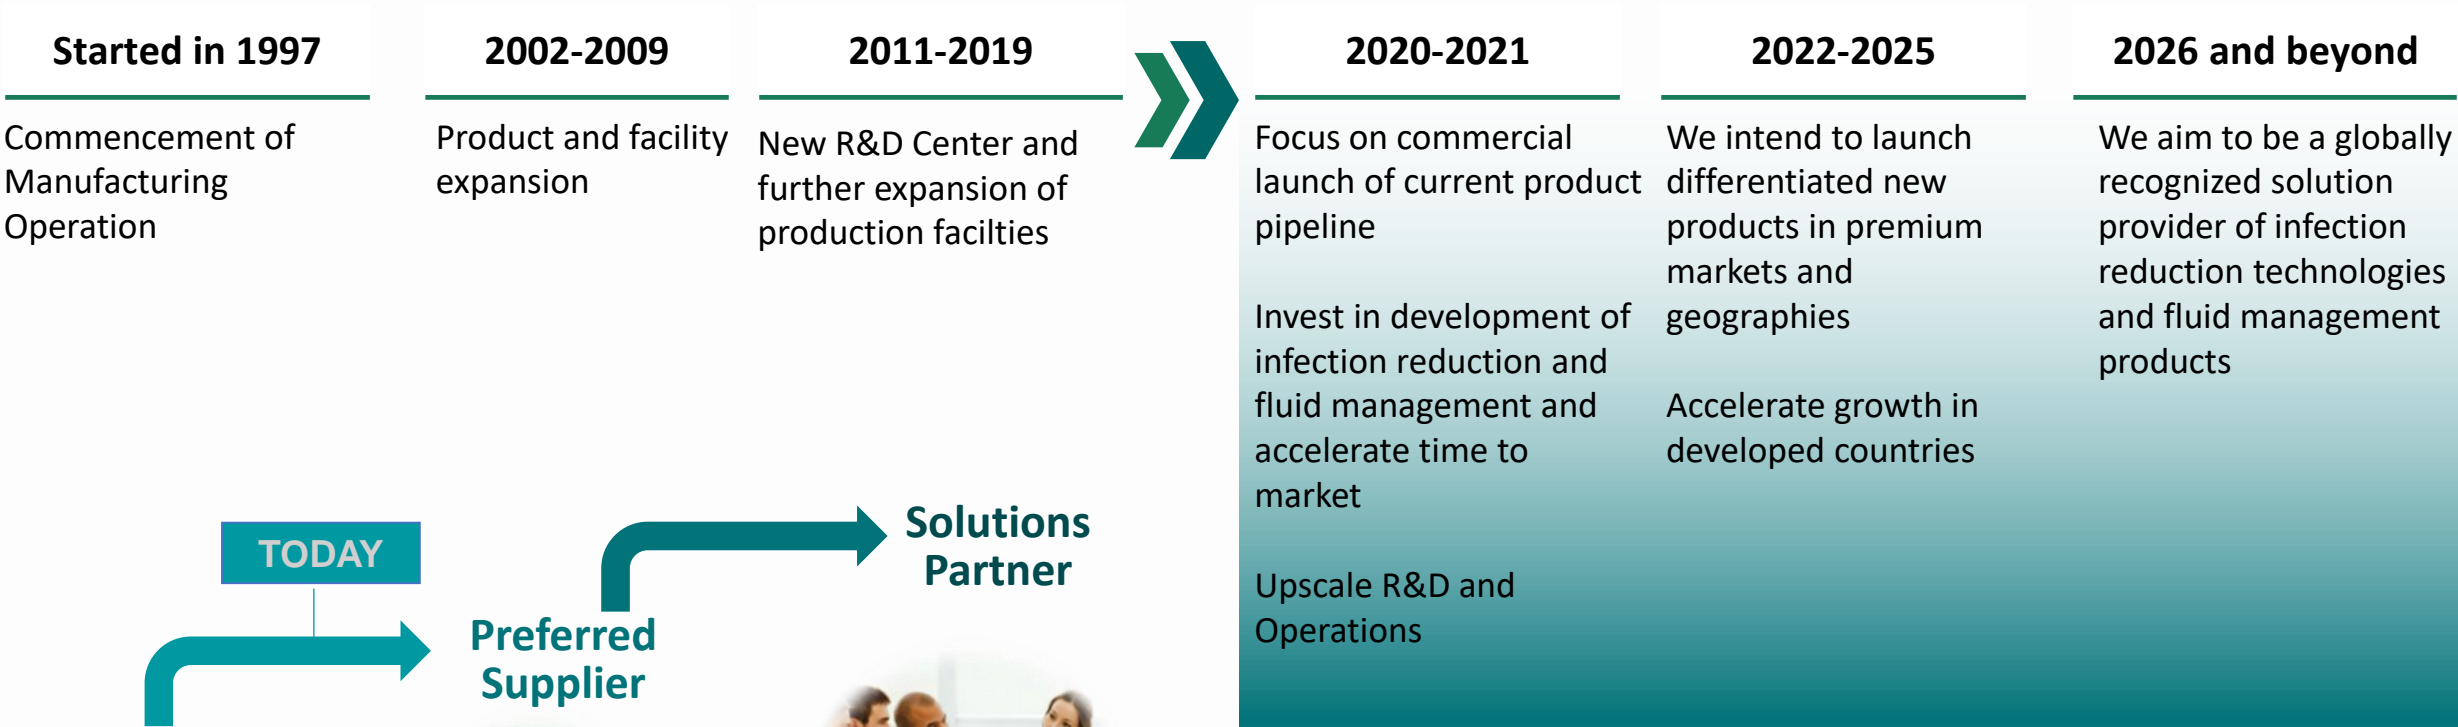 Started in 1997
Commencement of
Manufacturing
Operation
2002-2009
Product and facility
expansion
2011-2019
New R&D Center and
further expansion of
production facilties
2020-2021
Focus on commercial
launch of current product
pipeline
Invest in development of
infection reduction and
fluid management and
accelerate time to
market
Upscale R&D and
Operations
2022-2025
We intend to launch
differentiated new
products in premium
markets and
geographies
Accelerate growth in
developed countries
2026 and beyond
We aim to be a globally
recognized solution
provider of infection
reduction technologies
and fluid management
products
TODAY
Preferred
Supplier
Solutions
Partner